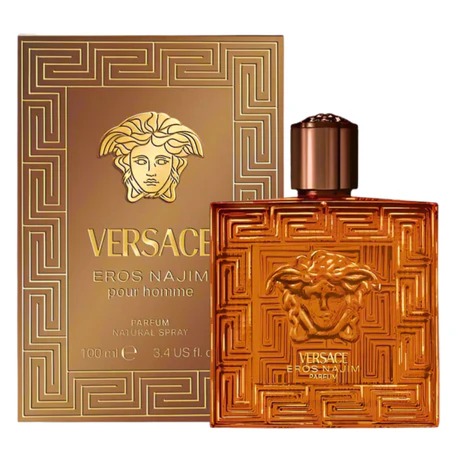 VERSACE
EROS NAJIM
pour homme
PARFUM
NATURAL SPRAY
100 ml ℮ 3.4 US fl.
VERSACE
EROS NAJIM
PARFUM